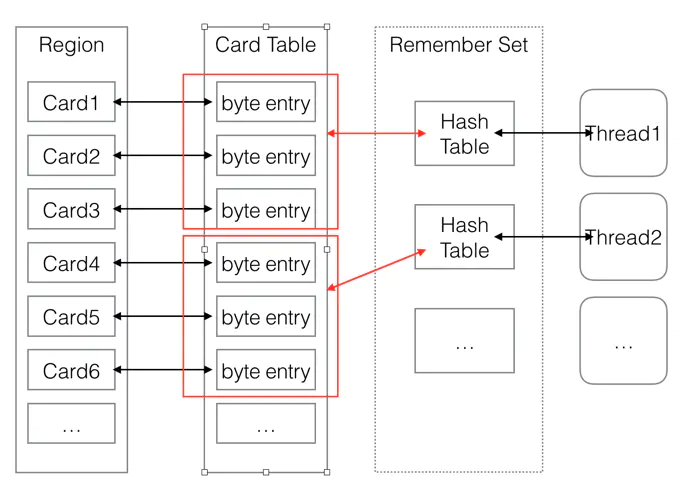 Region
Card Table
Remember Set
Card1
byte entry
Hash
Table
Thread1
Card2
byte entry
Card3
byte entry
Hash
Table
Thread2
Card4
byte entry
Card5
byte entry
...
...
Card6
byte entry
...
...